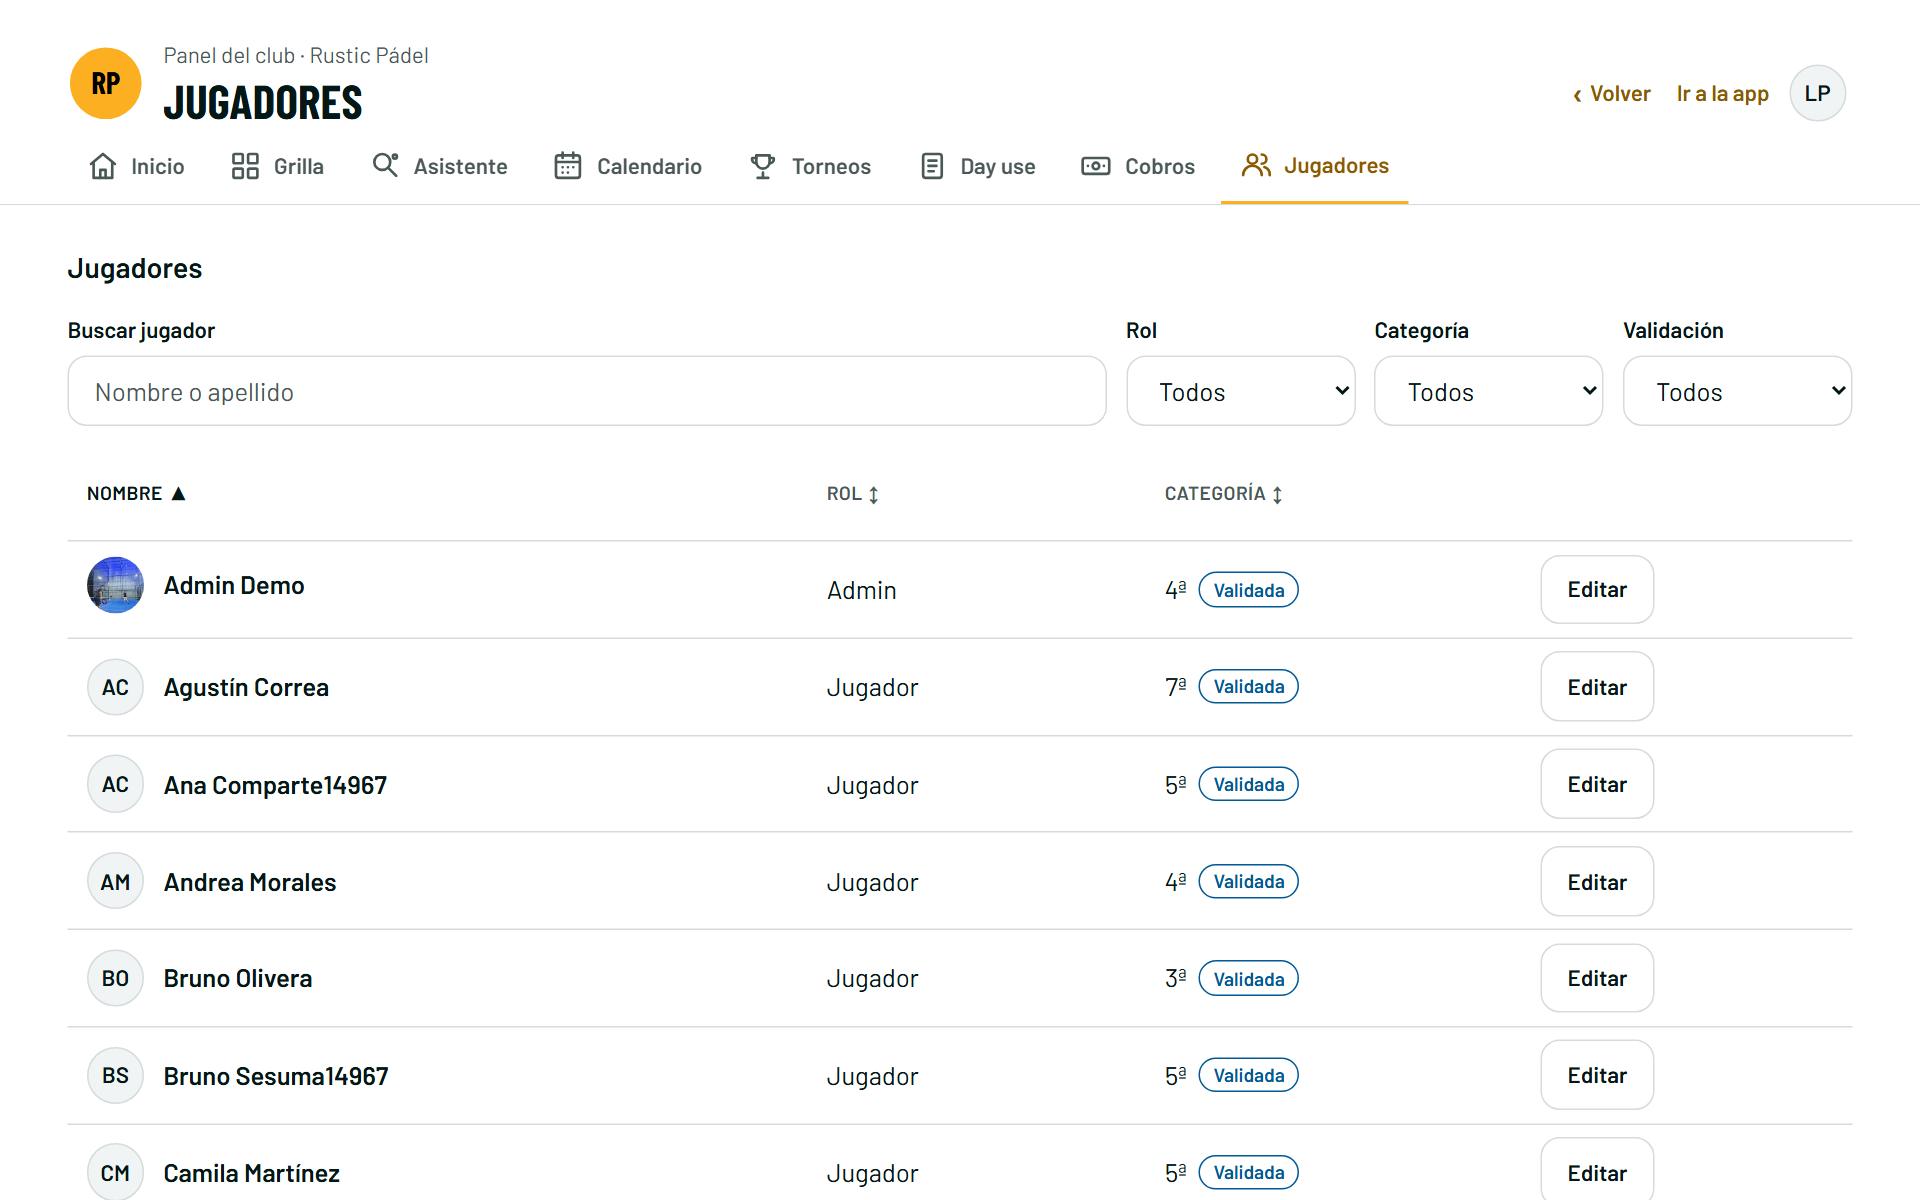 RP
Panel del club · Rustic Pádel
JUGADORES
‹ Volver Ir a la app LP
Inicio Grilla Asistente Calendario Torneos Day use Cobros Jugadores
Jugadores
Buscar jugador Rol Categoría Validación
Nombre o apellido Todos Todos Todos
NOMBRE ▲ ROL ↕ CATEGORÍA ↕
Admin Demo Admin 4ª Validada Editar
AC Agustín Correa Jugador 7ª Validada Editar
AC Ana Comparte14967 Jugador 5ª Validada Editar
AM Andrea Morales Jugador 4ª Validada Editar
BO Bruno Olivera Jugador 3ª Validada Editar
BS Bruno Sesuma14967 Jugador 5ª Validada Editar
CM Camila Martínez Jugador 5ª Validada Editar